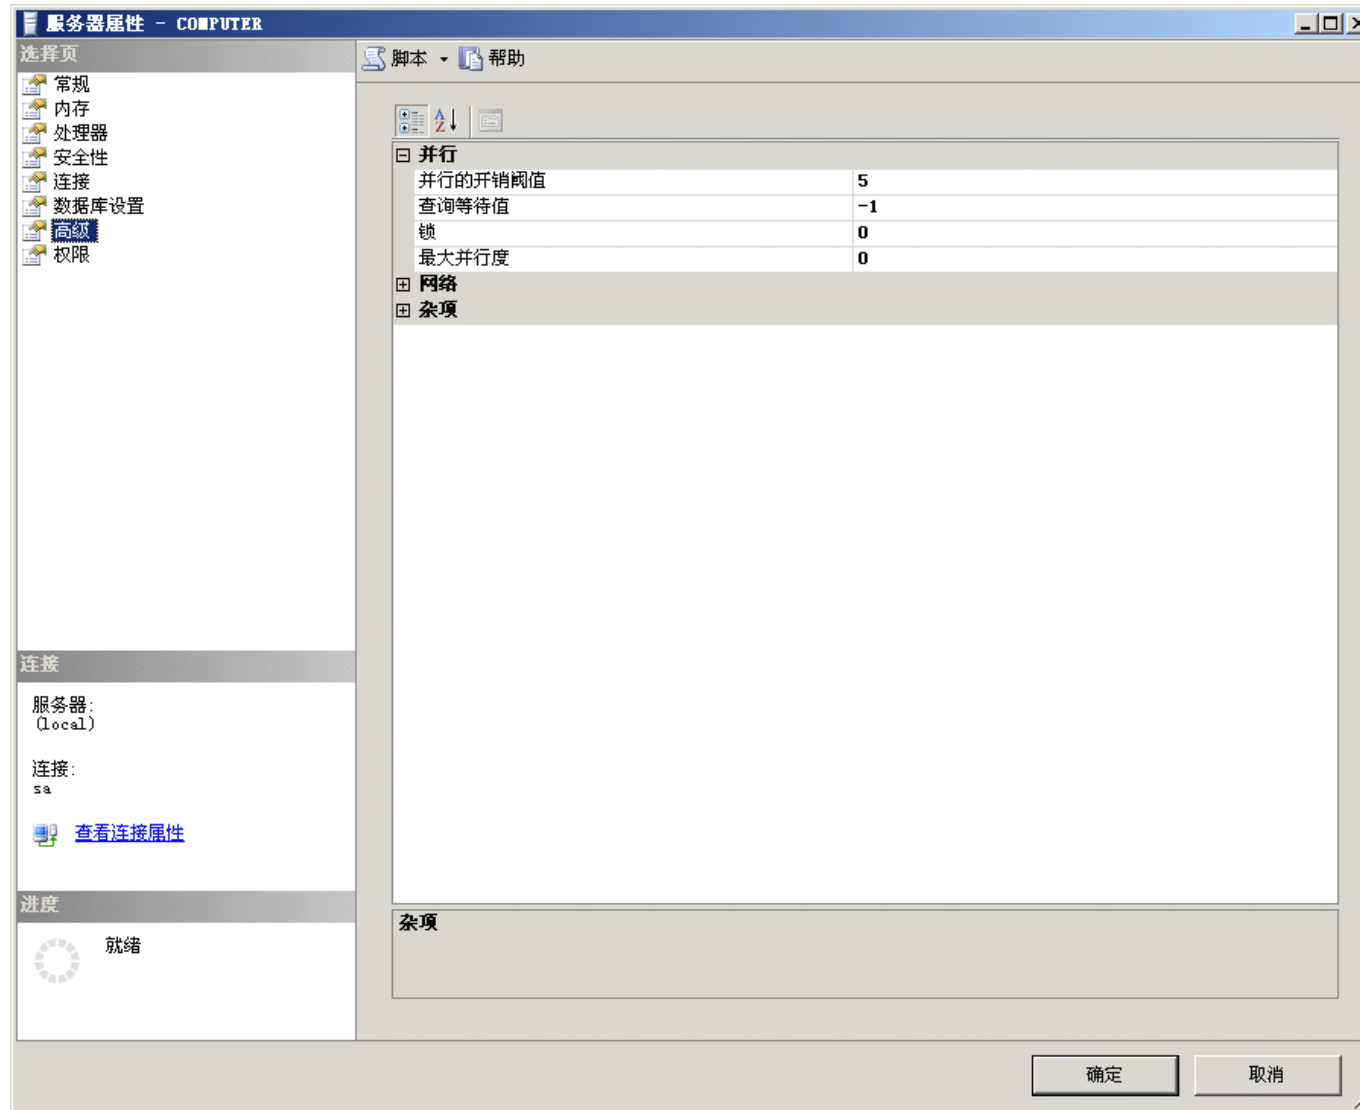 服务器属性 - COMPUTER
选择页
常规
内存
处理器
安全性
连接
数据库设置
高级
权限
脚本 帮助
并行
并行的开销阈值 5
查询等待值 -1
锁 0
最大并行度 0
网络
杂项
连接
服务器:
(local)
连接:
sa
查看连接属性
进度
就绪
杂项
确定 取消